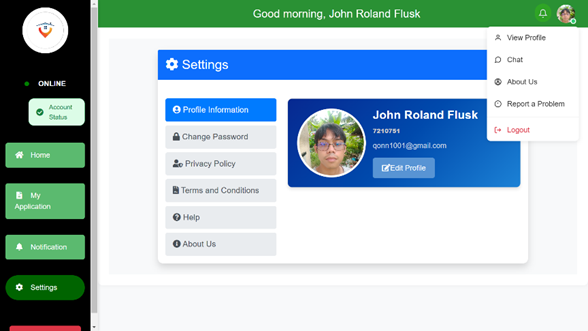 Good morning, John Roland Flusk
ONLINE
Account
Status
Home
My
Application
Notification
Settings
Settings
Profile Information
Change Password
Privacy Policy
Terms and Conditions
Help
About Us
John Roland Flusk
7210751
qonn1001@gmail.com
Edit Profile
View Profile
Chat
About Us
Report a Problem
Logout